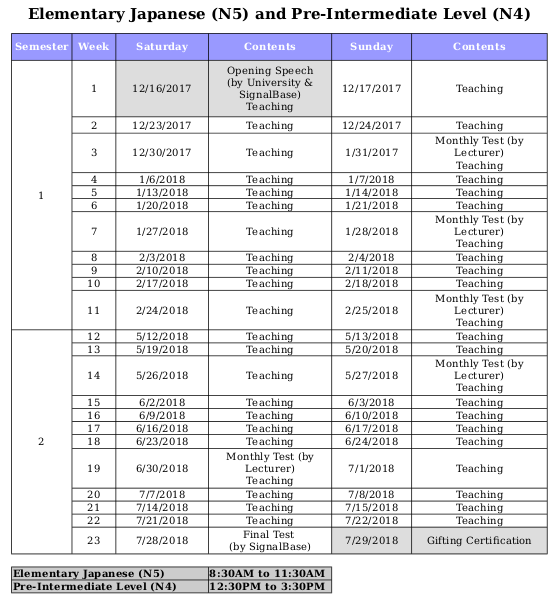 Elementary Japanese (N5) and Pre-Intermediate Level (N4)
Semester Week Saturday Contents Sunday Contents
1
1 12/16/2017 Opening Speech
(by University &
SignalBase)
Teaching 12/17/2017 Teaching
2 12/23/2017 Teaching 12/24/2017 Teaching
3 12/30/2017 Teaching 1/31/2017 Monthly Test (by
Lecturer)
Teaching
4 1/6/2018 Teaching 1/7/2018 Teaching
5 1/13/2018 Teaching 1/14/2018 Teaching
6 1/20/2018 Teaching 1/21/2018 Teaching
7 1/27/2018 Teaching 1/28/2018 Monthly Test (by
Lecturer)
Teaching
8 2/3/2018 Teaching 2/4/2018 Teaching
9 2/10/2018 Teaching 2/11/2018 Teaching
10 2/17/2018 Teaching 2/18/2018 Teaching
11 2/24/2018 Teaching 2/25/2018 Monthly Test (by
Lecturer)
Teaching
2
12 5/12/2018 Teaching 5/13/2018 Teaching
13 5/19/2018 Teaching 5/20/2018 Teaching
14 5/26/2018 Teaching 5/27/2018 Monthly Test (by
Lecturer)
Teaching
15 6/2/2018 Teaching 6/3/2018 Teaching
16 6/9/2018 Teaching 6/10/2018 Teaching
17 6/16/2018 Teaching 6/17/2018 Teaching
18 6/23/2018 Teaching 6/24/2018 Teaching
19 6/30/2018 Monthly Test (by
Lecturer)
Teaching 7/1/2018 Teaching
20 7/7/2018 Teaching 7/8/2018 Teaching
21 7/14/2018 Teaching 7/15/2018 Teaching
22 7/21/2018 Teaching 7/22/2018 Teaching
23 7/28/2018 Final Test
(by SignalBase) 7/29/2018 Gifting Certification
Elementary Japanese (N5) 8:30AM to 11:30AM
Pre-Intermediate Level (N4) 12:30PM to 3:30PM